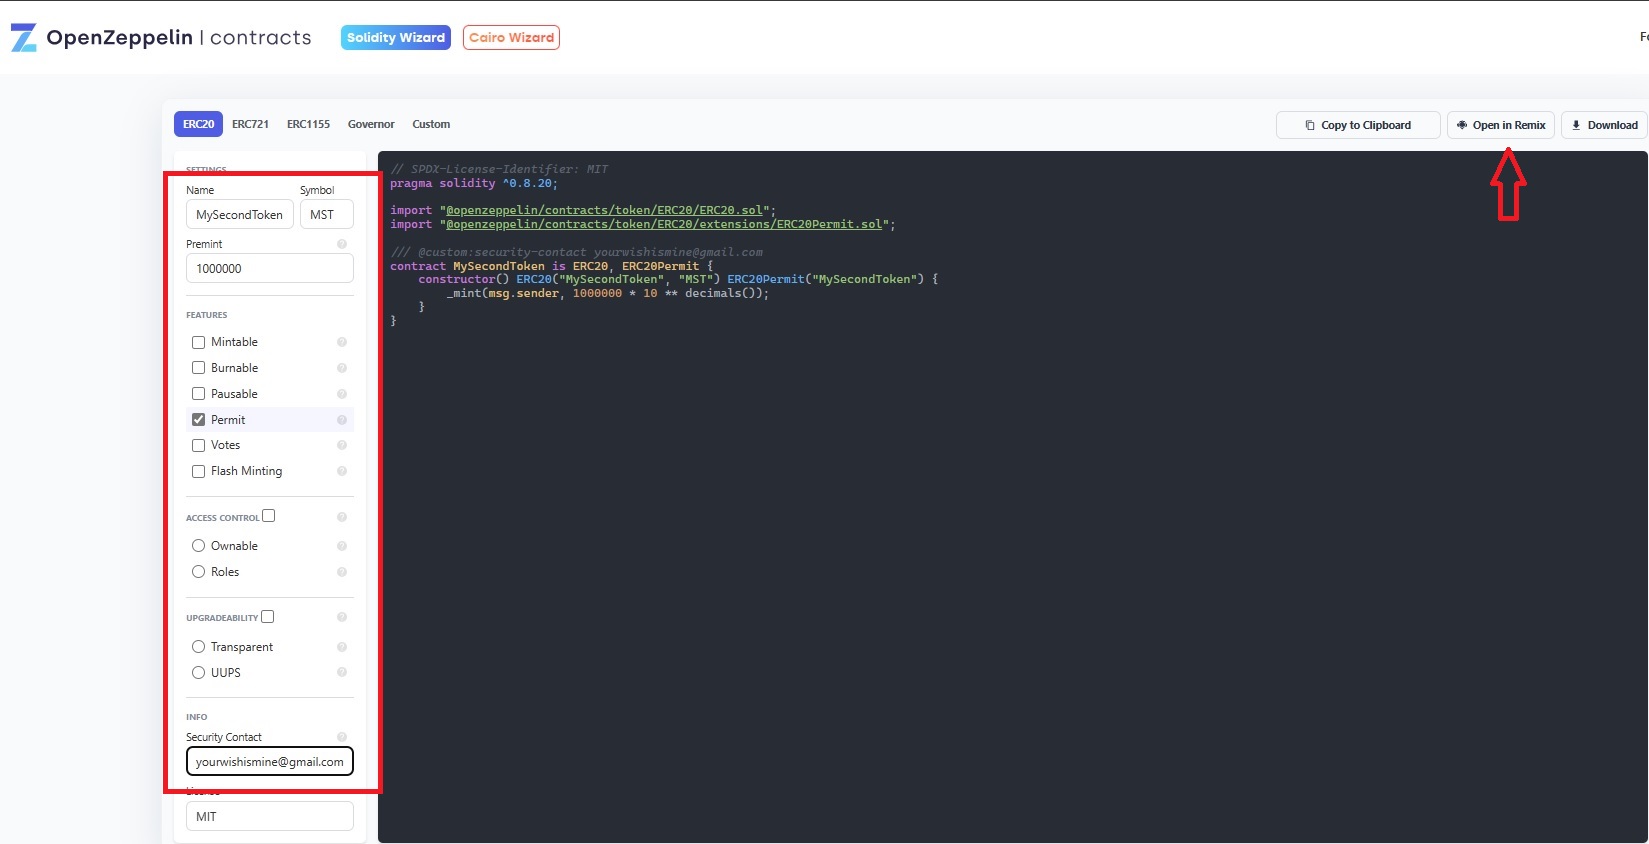 OpenZeppelin | contracts
Solidity Wizard
Cairo Wizard
ERC20
ERC721
ERC1155
Governor
Custom
Copy to Clipboard
Open in Remix
Download
SETTINGS
Name
Symbol
MySecondToken
MST
Premint
1000000
FEATURES
Mintable
Burnable
Pausable
Permit
Votes
Flash Minting
ACCESS CONTROL
Ownable
Roles
UPGRADEABILITY
Transparent
UUPS
INFO
Security Contact
yourwishismine@gmail.com
License
MIT
// SPDX-License-Identifier: MIT
pragma solidity ^0.8.20;
import "@openzeppelin/contracts/token/ERC20/ERC20.sol";
import "@openzeppelin/contracts/token/ERC20/extensions/ERC20Permit.sol";
/// @custom:security-contact yourwishismine@gmail.com
contract MySecondToken is ERC20, ERC20Permit {
constructor() ERC20("MySecondToken", "MST") ERC20Permit("MySecondToken") {
_mint(msg.sender, 1000000 * 10 ** decimals());
}
}